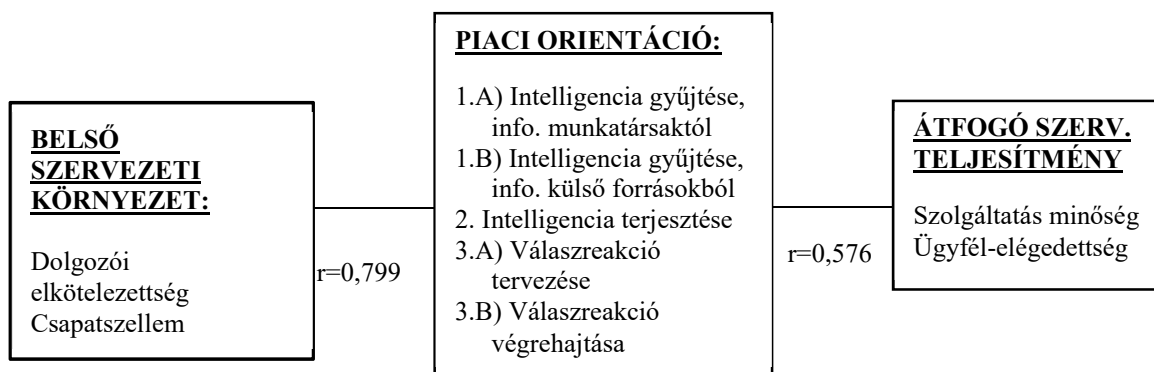 BELSŐ
SZERVEZETI
KÖRNYEZET:
Dolgozói
elkötelezettség
Csapatszellem
r=0,799
PIACI ORIENTÁCIÓ:
1.A) Intelligencia gyűjtése,
info. munkatársaktól
1.B) Intelligencia gyűjtése,
info. külső forrásokból
2. Intelligencia terjesztése
3.A) Válaszreakció
tervezése
3.B) Válaszreakció
végrehajtása
r=0,576
ÁTFOGÓ SZERV.
TELJESÍTMÉNY
Szolgáltatás minőség
Ügyfél-elégedettség